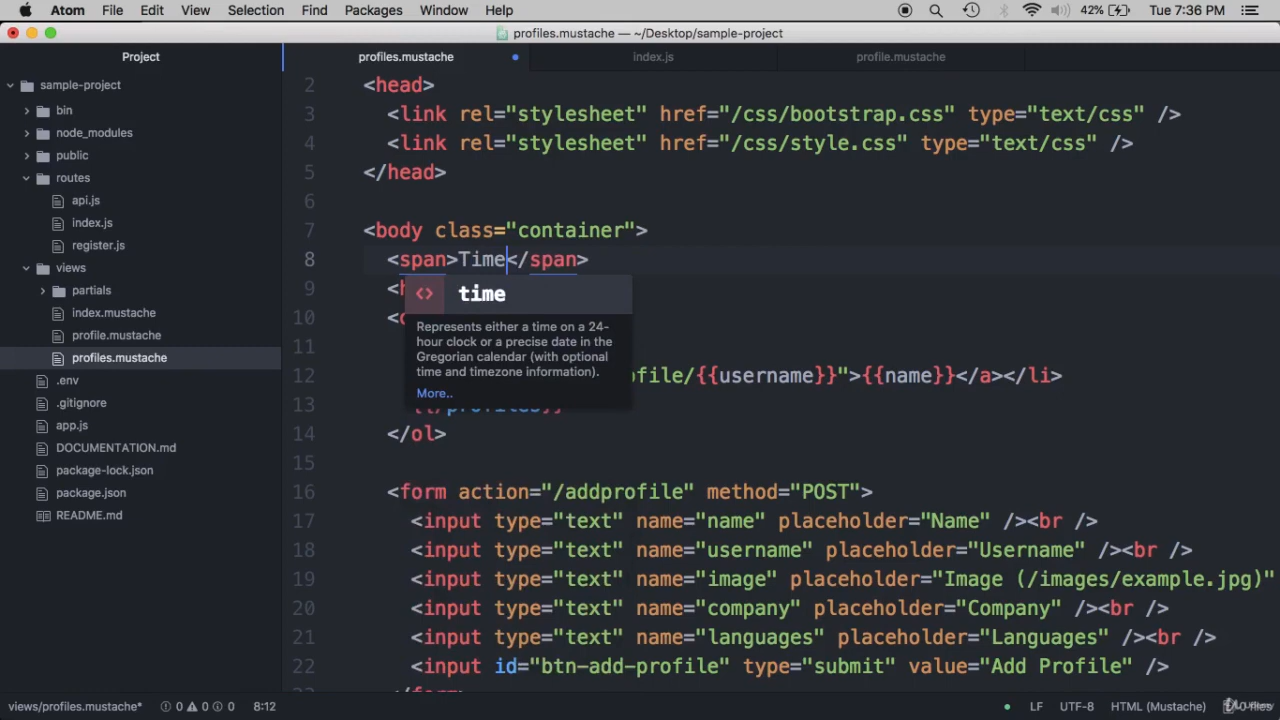 Atom File Edit View Selection Find Packages Window Help 42% Tue 7:36 PM
profiles.mustache — ~/Desktop/sample-project
Project
profiles.mustache index.js profile.mustache
sample-project
bin
node_modules
public
routes
api.js
index.js
register.js
views
partials
index.mustache
profile.mustache
profiles.mustache
.env
.gitignore
app.js
DOCUMENTATION.md
package-lock.json
package.json
README.md
2 <head>
3 <link rel="stylesheet" href="/css/bootstrap.css" type="text/css" />
4 <link rel="stylesheet" href="/css/style.css" type="text/css" />
5 </head>
6
7 <body class="container">
8 <span>Time</span>
9 <h
10 <o
11
12 file/{{username}}">{{name}}</a></li>
13 {{/profiles}}
14 </ol>
15
16 <form action="/addprofile" method="POST">
17 <input type="text" name="name" placeholder="Name" /><br />
18 <input type="text" name="username" placeholder="Username" /><br />
19 <input type="text" name="image" placeholder="Image (/images/example.jpg)"
20 <input type="text" name="company" placeholder="Company" /><br />
21 <input type="text" name="languages" placeholder="Languages" /><br />
22 <input id="btn-add-profile" type="submit" value="Add Profile" />
</form>
<> time
Represents either a time on a 24-
hour clock or a precise date in the
Gregorian calendar (with optional
time and timezone information).
More..
views/profiles.mustache* 0 0 0 8:12 LF UTF-8 HTML (Mustache) 0 files
Udemy